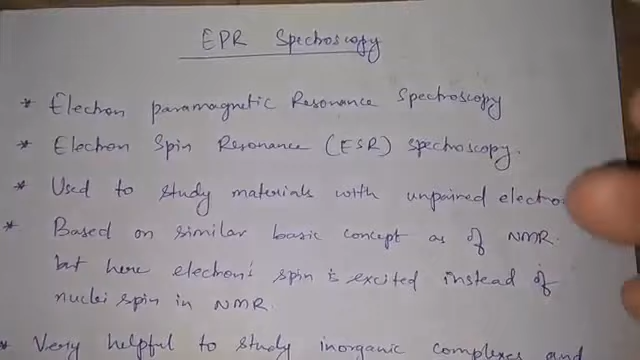 EPR Spectroscopy
* Electron paramagnetic Resonance Spectroscopy
* Electron Spin Resonance (ESR) spectroscopy.
* Used to study materials with unpaired electro
* Based on similar basic concept as of NMR.
but here electron's spin is excited instead of
nuclei spin in NMR.
* Very helpful to study inorganic complexes and